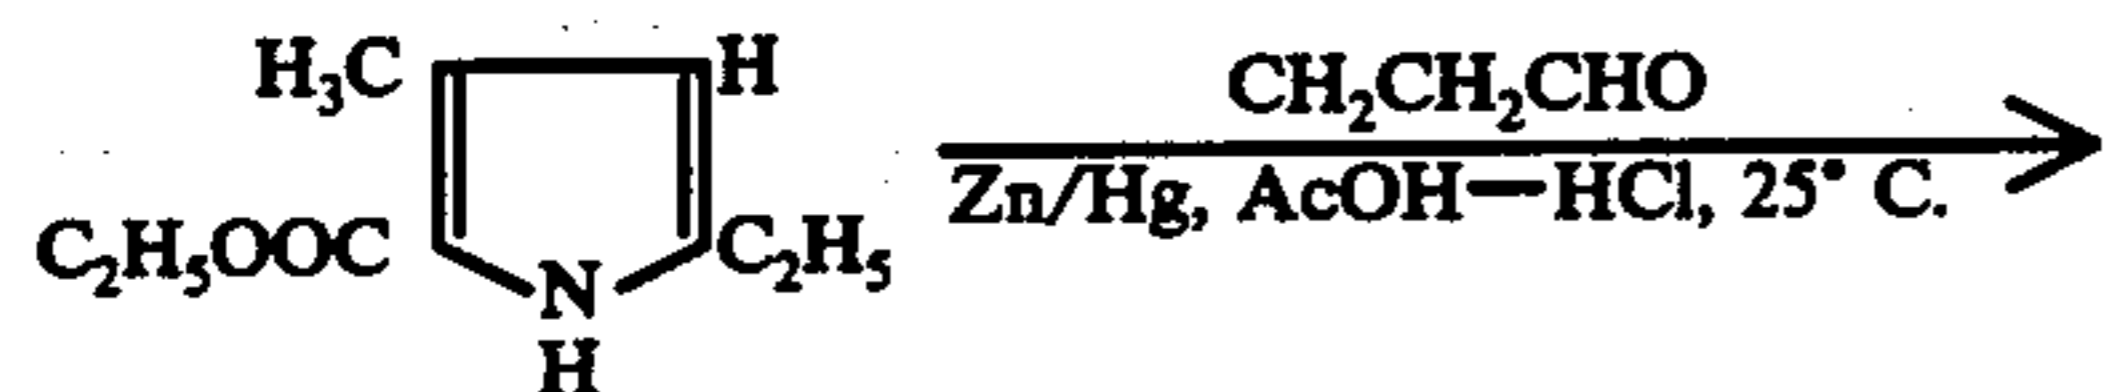 H₃C H
CH₂CH₂CHO
Zn/Hg, AcOH—HCl, 25° C.
C₂H₅OOC C₂H₅
N
H